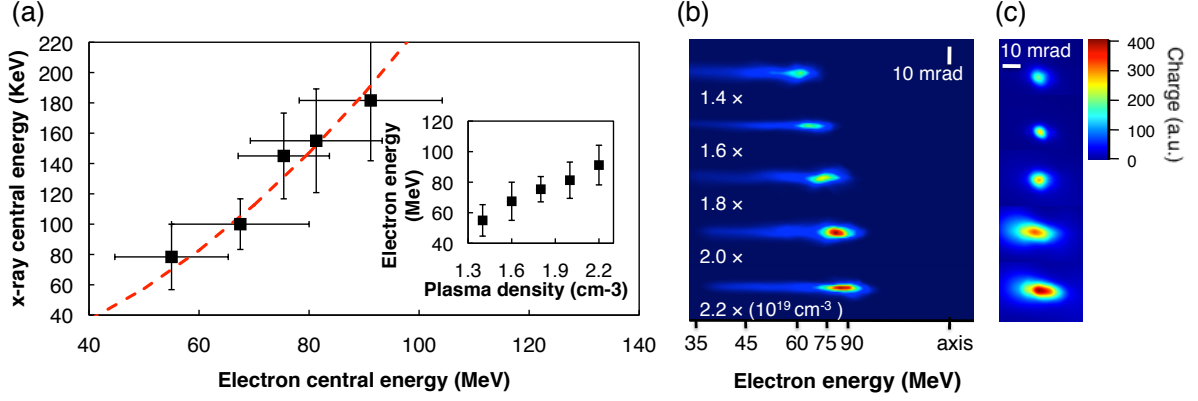 (a)
x-ray central energy (KeV)
220
200
180
160
140
120
100
80
60
40
40 60 80 100 120 140
Electron central energy (MeV)
Electron energy
(MeV)
120
100
80
60
40
1.3 1.6 1.9 2.2
Plasma density (cm-3)
(b)
10 mrad
1.4 ×
1.6 ×
1.8 ×
2.0 ×
2.2 × (10¹⁹ cm⁻³)
35 45 60 75 90 axis
Electron energy (MeV)
(c)
10 mrad
400
300
200
100
0
Charge (a.u.)